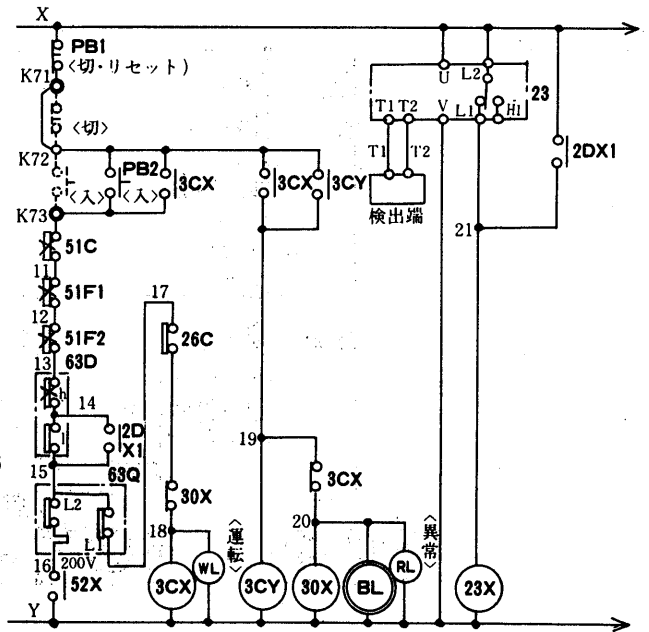 X
PB1
〈切・リセット〉
K71
〈切〉
K72
PB2
〈入〉
〈入〉
3CX
3CX
3CY
K73
U
L2
23
T1
T2
V
L1
H1
T1
T2
検出端
2DX1
21
51C
11
51F1
12
51F2
13
63D
h
14
l
2D
X1
15
63Q
L2
L1
16
200V
52X
17
26C
30X
18
〈運転〉
19
3CX
20
〈異常〉
3CX
WL
3CY
30X
BL
RL
23X
Y